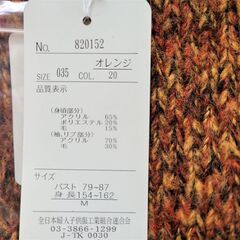 No. 820152
オレンジ
SIZE 035 COL. 20
品質表示
(身頃部分)
アクリル 65%
ポリエステル 20%
毛 15%
(袖、リブ部分)
アクリル 70%
毛 30%
サイズ
バスト 79-87
身長 154-162
M
全日本婦人子供服工業組合連合会
03-3866-1299
J-TK 0030